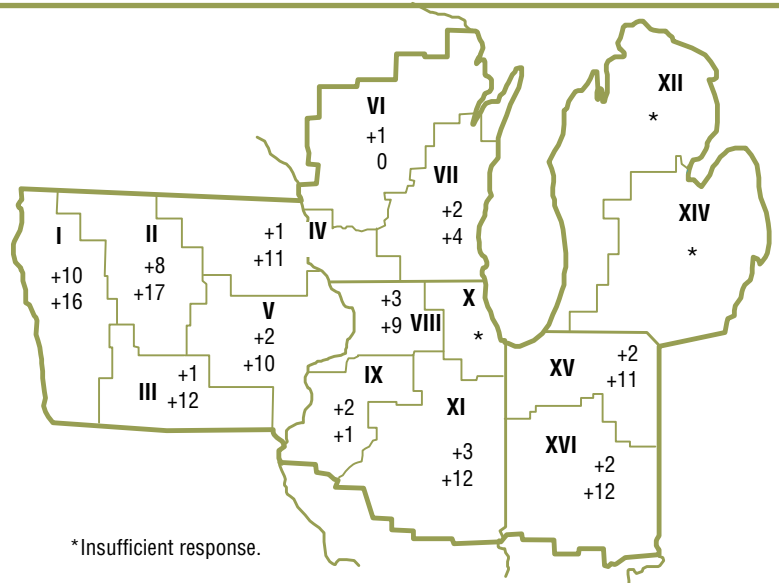 XII
*
VI
+1
0
VII
+2
+4
XIV
*
I
+10
+16
II
+8
+17
+1
+11
IV
V
+2
+10
+3
+9
VIII
X
*
III
+1
+12
IX
+2
+1
XI
+3
+12
XV
+2
+11
XVI
+2
+12
*Insufficient response.